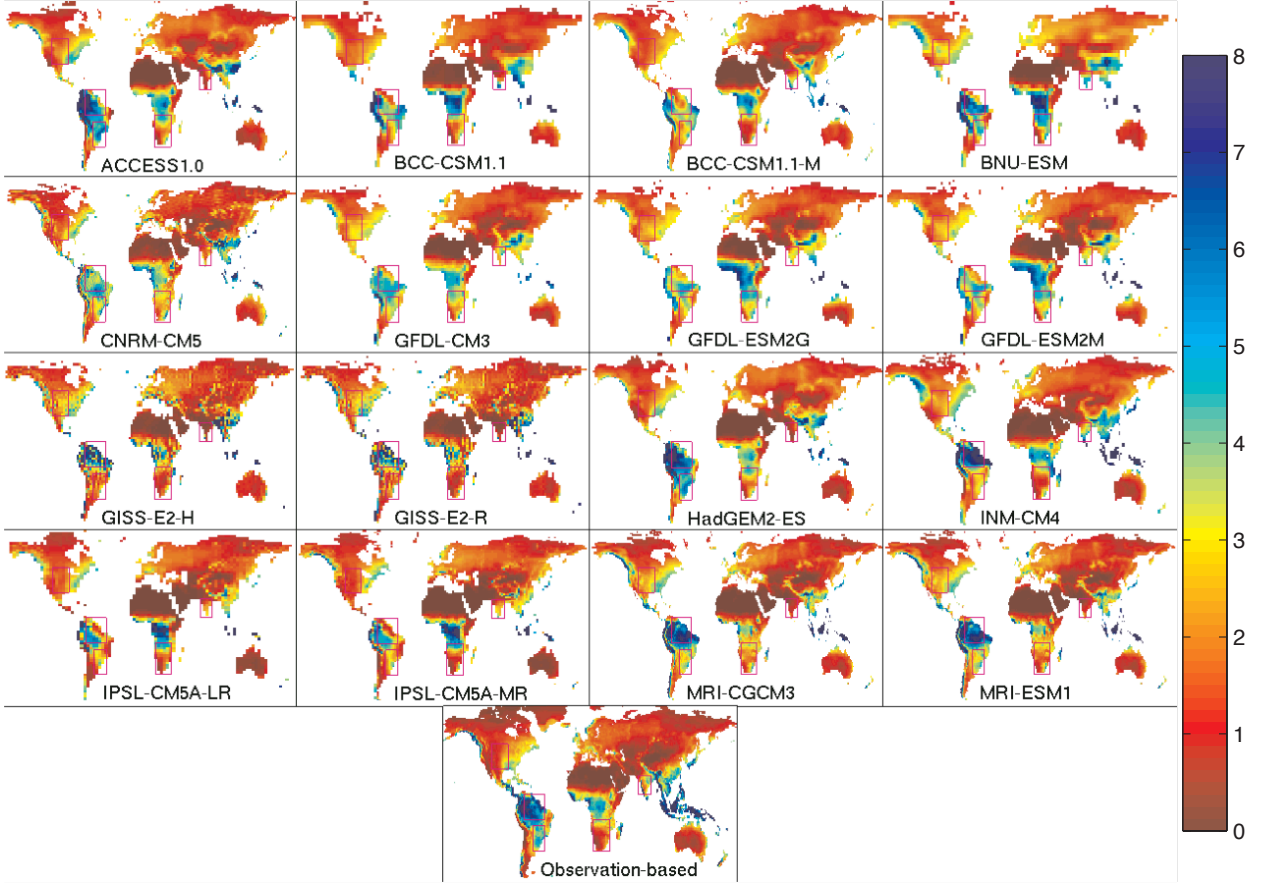 ACCESS1.0
BCC-CSM1.1
BCC-CSM1.1-M
BNU-ESM
CNRM-CM5
GFDL-CM3
GFDL-ESM2G
GFDL-ESM2M
GISS-E2-H
GISS-E2-R
HadGEM2-ES
INM-CM4
IPSL-CM5A-LR
IPSL-CM5A-MR
MRI-CGCM3
MRI-ESM1
Observation-based
8
7
6
5
4
3
2
1
0